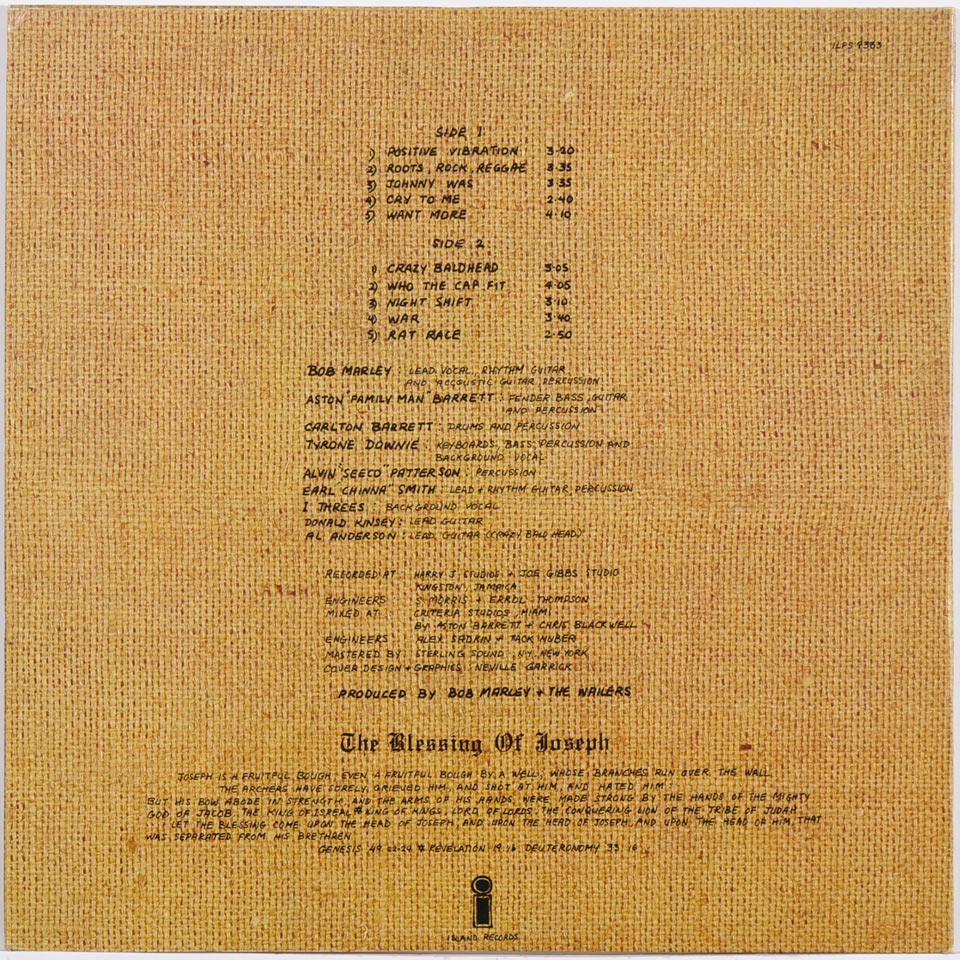 ILPS 9383
SIDE 1
1) POSITIVE VIBRATION 3·20
2) ROOTS, ROCK, REGGAE 3·35
3) JOHNNY WAS 3·35
4) CRY TO ME 2·40
5) WANT MORE 4·10
SIDE 2
1) CRAZY BALDHEAD 3·05
2) WHO THE CAP FIT 4·05
3) NIGHT SHIFT 3·10
4) WAR 3·40
5) RAT RACE 2·50
BOB MARLEY : LEAD VOCAL, RHYTHM GUITAR
AND ACCOUSTIC GUITAR, PERCUSSION
ASTON "FAMILY MAN" BARRETT : FENDER BASS, GUITAR
AND PERCUSSION
CARLTON BARRETT : DRUMS AND PERCUSSION
TYRONE DOWNIE : KEYBOARDS, BASS, PERCUSSION AND
BACKGROUND VOCAL
ALVIN "SEECO" PATTERSON : PERCUSSION
EARL "CHINNA" SMITH : LEAD + RHYTHM GUITAR, PERCUSSION
I THREES : BACKGROUND VOCAL
DONALD KINSEY : LEAD GUITAR
AL ANDERSON : LEAD GUITAR (CRAZY BALD HEAD)
RECORDED AT : HARRY J. STUDIOS + JOE GIBBS STUDIO
KINGSTON, JAMAICA
ENGINEERS : S MORRIS + ERROL THOMPSON
MIXED AT : CRITERIA STUDIOS, MIAMI
BY ASTON BARRETT + CHRIS BLACKWELL
ENGINEERS : ALEX SADKIN + JACK NUBER
MASTERED BY STERLING SOUND, NY, NEW YORK
COVER DESIGN + GRAPHICS : NEVILLE GARRICK
PRODUCED BY BOB MARLEY + THE WAILERS
The Blessing Of Joseph
JOSEPH IS A FRUITFUL BOUGH, EVEN A FRUITFUL BOUGH BY A WELL; WHOSE BRANCHES RUN OVER THE WALL
THE ARCHERS HAVE SORELY GRIEVED HIM, AND SHOT AT HIM, AND HATED HIM:
BUT HIS BOW ABODE IN STRENGTH, AND THE ARMS OF HIS HANDS WERE MADE STRONG BY THE HANDS OF THE MIGHTY
GOD OF JACOB, THE KING OF ISREAL * KING OF KINGS, LORD OF LORDS, THE CONQUERING LION OF THE TRIBE OF JUDAH
LET THE BLESSING COME UPON THE HEAD OF JOSEPH, AND UPON THE HEAD OF JOSEPH, AND UPON THE HEAD OF HIM, THAT
WAS SEPARATED FROM HIS BRETHREN
GENESIS 49. 22-24 * REVELATION 19. 16 DEUTERONOMY 33 16
ISLAND RECORDS